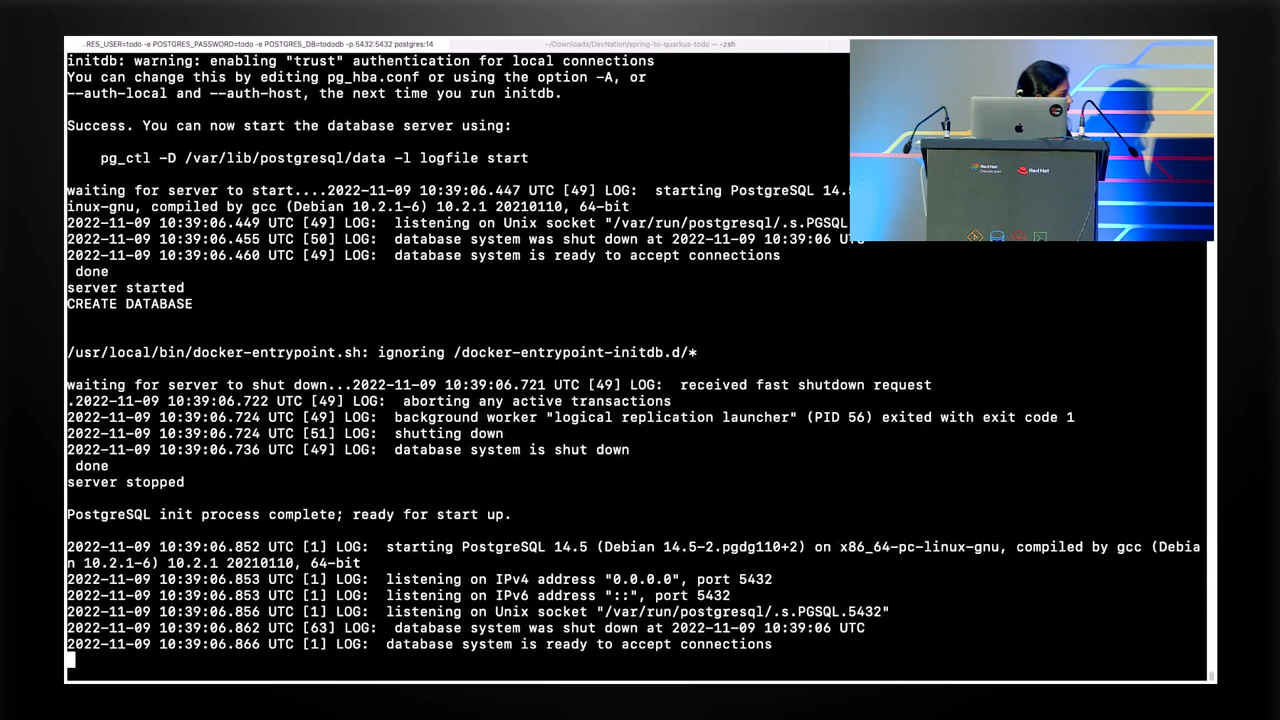 ...RES_USER=todo -e POSTGRES_PASSWORD=todo -e POSTGRES_DB=tododb -p 5432:5432 postgres:14
~/Downloads/DevNation/spring-to-quarkus-todo — -zsh
initdb: warning: enabling "trust" authentication for local connections
You can change this by editing pg_hba.conf or using the option -A, or
--auth-local and --auth-host, the next time you run initdb.
Success. You can now start the database server using:
pg_ctl -D /var/lib/postgresql/data -l logfile start
waiting for server to start....2022-11-09 10:39:06.447 UTC [49] LOG:  starting PostgreSQL 14.5
inux-gnu, compiled by gcc (Debian 10.2.1-6) 10.2.1 20210110, 64-bit
2022-11-09 10:39:06.449 UTC [49] LOG:  listening on Unix socket "/var/run/postgresql/.s.PGSQL
2022-11-09 10:39:06.455 UTC [50] LOG:  database system was shut down at 2022-11-09 10:39:06 UTC
2022-11-09 10:39:06.460 UTC [49] LOG:  database system is ready to accept connections
done
server started
CREATE DATABASE
/usr/local/bin/docker-entrypoint.sh: ignoring /docker-entrypoint-initdb.d/*
waiting for server to shut down...2022-11-09 10:39:06.721 UTC [49] LOG:  received fast shutdown request
.2022-11-09 10:39:06.722 UTC [49] LOG:  aborting any active transactions
2022-11-09 10:39:06.724 UTC [49] LOG:  background worker "logical replication launcher" (PID 56) exited with exit code 1
2022-11-09 10:39:06.724 UTC [51] LOG:  shutting down
2022-11-09 10:39:06.736 UTC [49] LOG:  database system is shut down
done
server stopped
PostgreSQL init process complete; ready for start up.
2022-11-09 10:39:06.852 UTC [1] LOG:  starting PostgreSQL 14.5 (Debian 14.5-2.pgdg110+2) on x86_64-pc-linux-gnu, compiled by gcc (Debia
n 10.2.1-6) 10.2.1 20210110, 64-bit
2022-11-09 10:39:06.853 UTC [1] LOG:  listening on IPv4 address "0.0.0.0", port 5432
2022-11-09 10:39:06.853 UTC [1] LOG:  listening on IPv6 address "::", port 5432
2022-11-09 10:39:06.856 UTC [1] LOG:  listening on Unix socket "/var/run/postgresql/.s.PGSQL.5432"
2022-11-09 10:39:06.862 UTC [63] LOG:  database system was shut down at 2022-11-09 10:39:06 UTC
2022-11-09 10:39:06.866 UTC [1] LOG:  database system is ready to accept connections
Red Hat
Developer
Red Hat